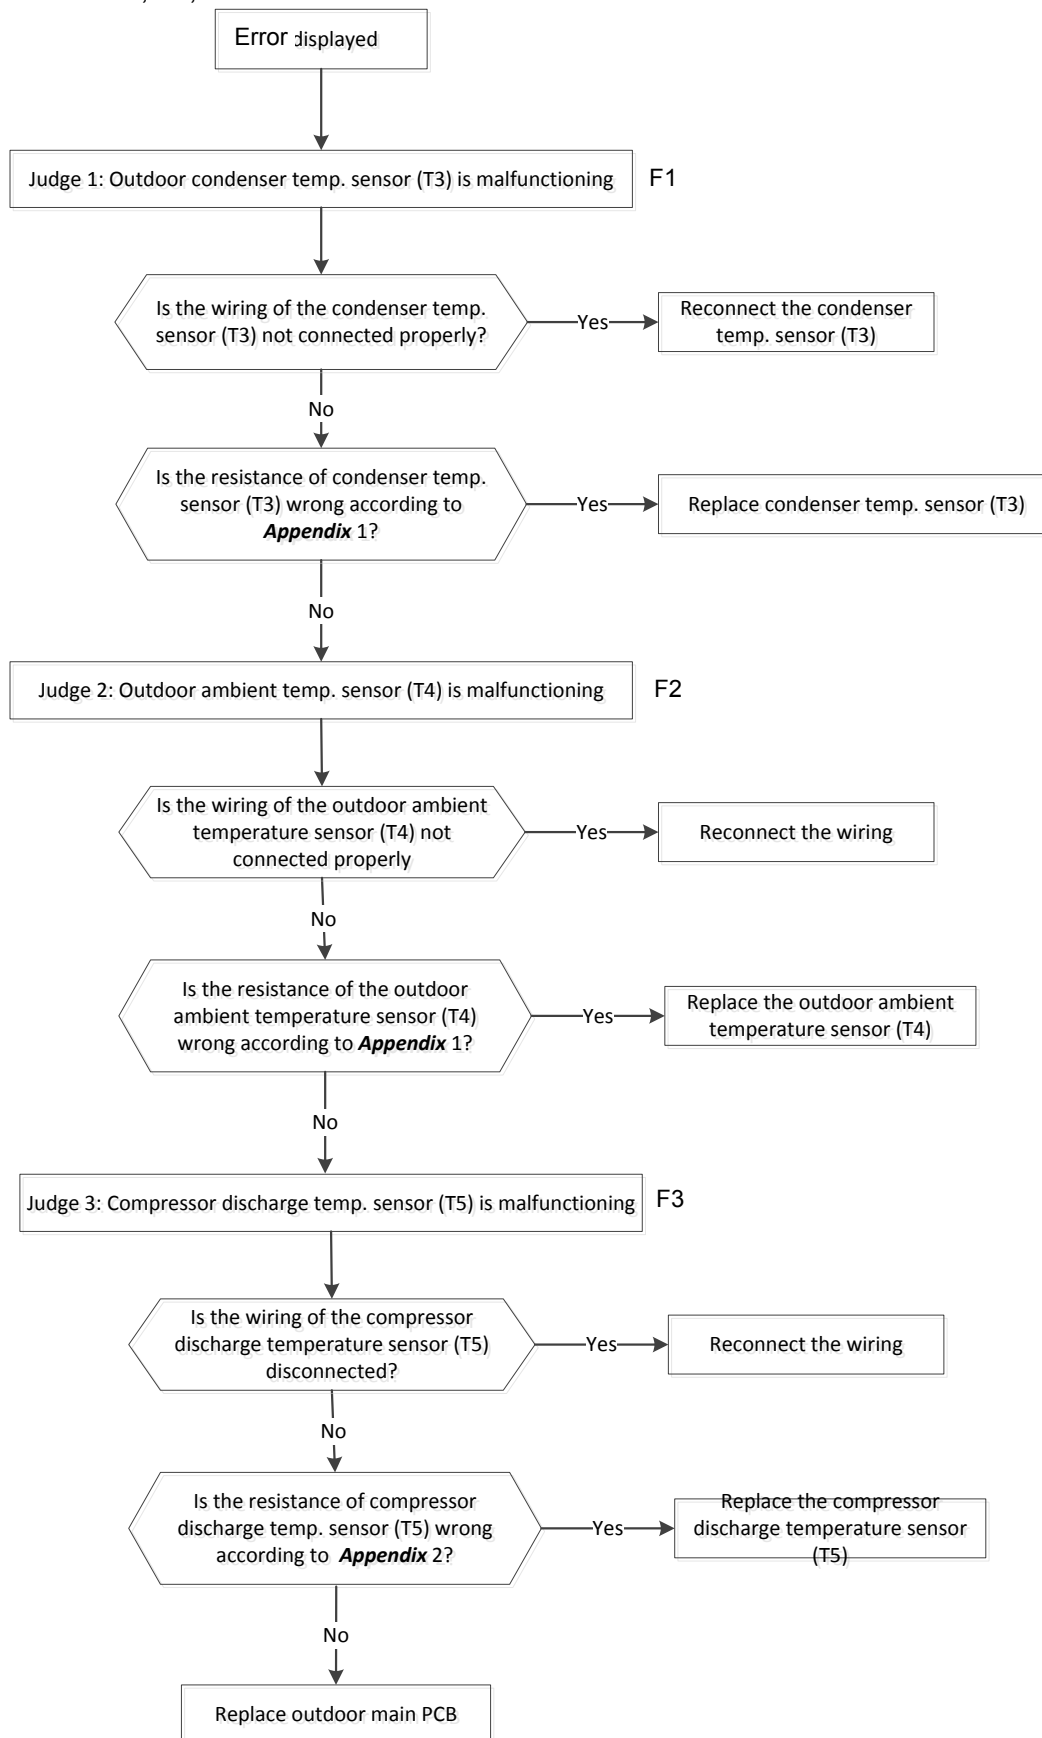 Error displayed
Judge 1: Outdoor condenser temp. sensor (T3) is malfunctioning
F1
Is the wiring of the condenser temp.
sensor (T3) not connected properly?
Yes
Reconnect the condenser
temp. sensor (T3)
No
Is the resistance of condenser temp.
sensor (T3) wrong according to
Appendix 1?
Yes
Replace condenser temp. sensor (T3)
No
Judge 2: Outdoor ambient temp. sensor (T4) is malfunctioning
F2
Is the wiring of the outdoor ambient
temperature sensor (T4) not
connected properly
Yes
Reconnect the wiring
No
Is the resistance of the outdoor
ambient temperature sensor (T4)
wrong according to Appendix 1?
Yes
Replace the outdoor ambient
temperature sensor (T4)
No
Judge 3: Compressor discharge temp. sensor (T5) is malfunctioning
F3
Is the wiring of the compressor
discharge temperature sensor (T5)
disconnected?
Yes
Reconnect the wiring
No
Is the resistance of compressor
discharge temp. sensor (T5) wrong
according to Appendix 2?
Yes
Replace the compressor
discharge temperature sensor
(T5)
No
Replace outdoor main PCB